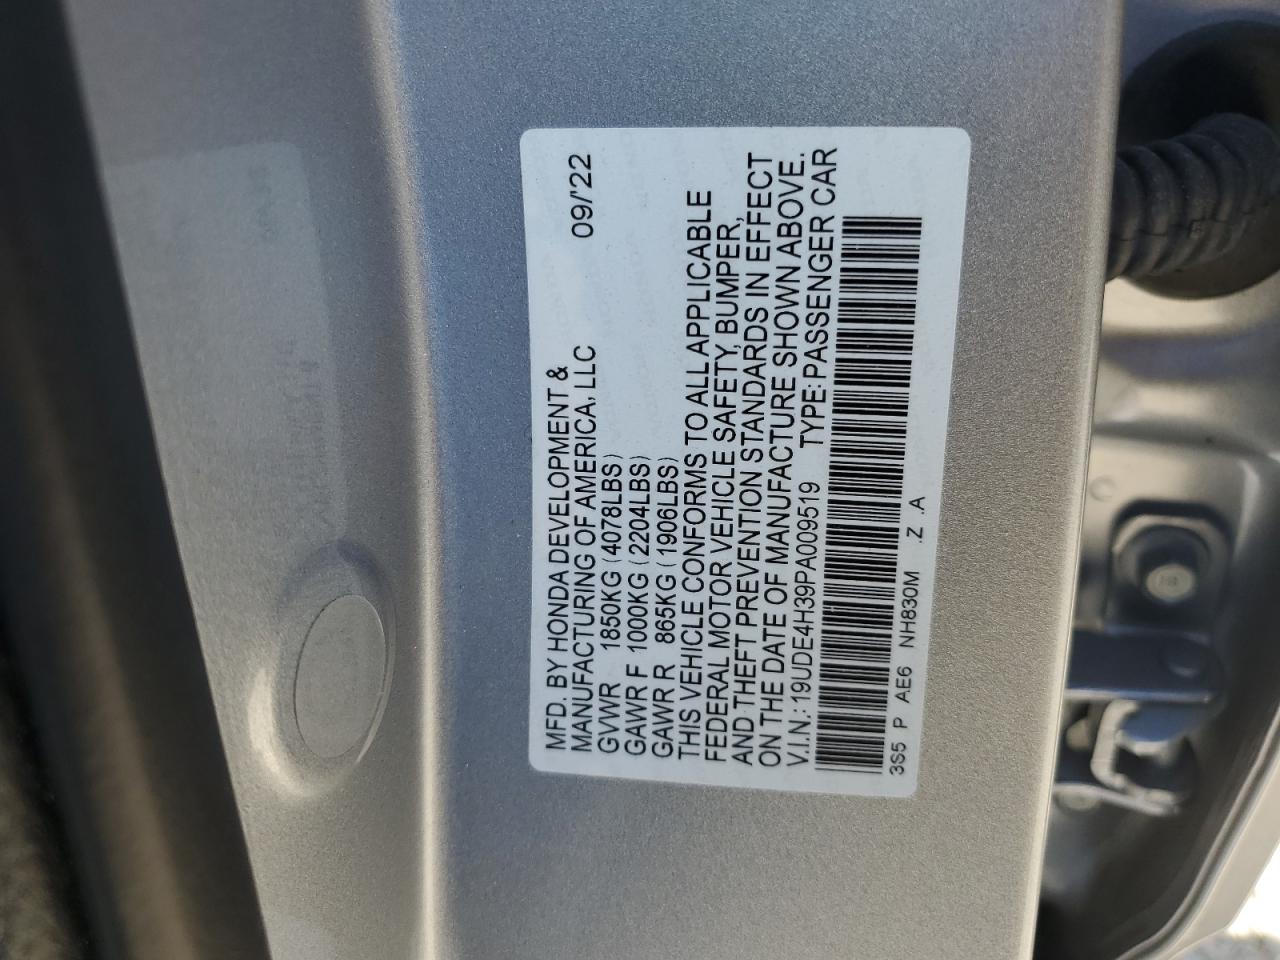 MFD. BY HONDA DEVELOPMENT &
MANUFACTURING OF AMERICA, LLC 09/'22
GVWR 1850KG (4078LBS)
GAWR F 1000KG (2204LBS)
GAWR R 865KG (1906LBS)
THIS VEHICLE CONFORMS TO ALL APPLICABLE
FEDERAL MOTOR VEHICLE SAFETY, BUMPER,
AND THEFT PREVENTION STANDARDS IN EFFECT
ON THE DATE OF MANUFACTURE SHOWN ABOVE.
V.I.N.: 19UDE4H39PA009519 TYPE: PASSENGER CAR
3S5 P AE6 NH830M .Z .A